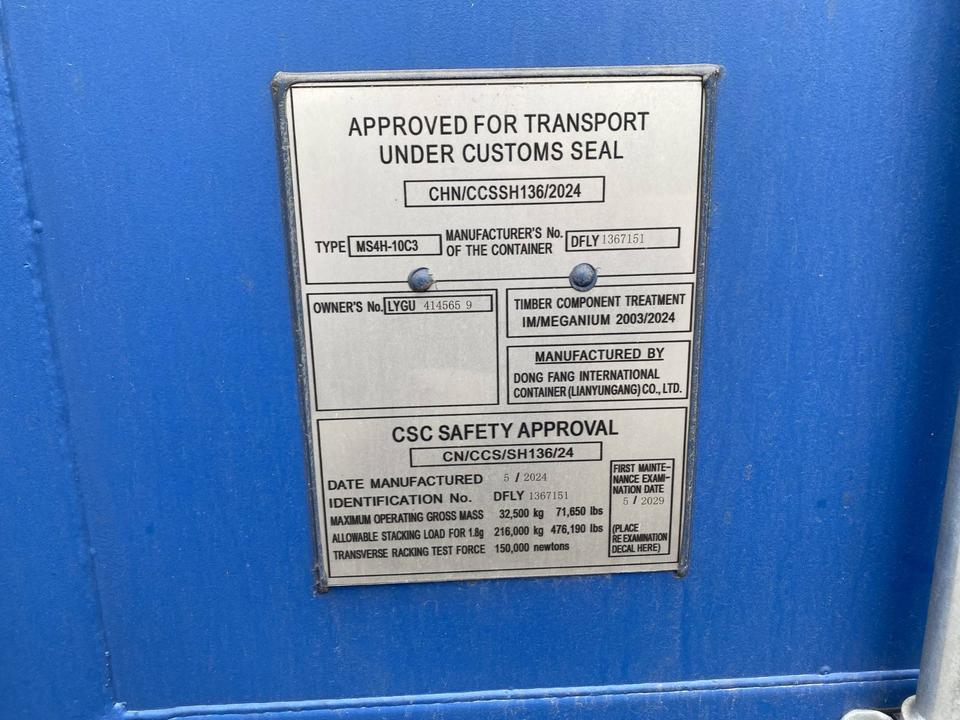 APPROVED FOR TRANSPORT
UNDER CUSTOMS SEAL
CHN/CCSSH136/2024
TYPE MS4H-10C3
MANUFACTURER'S No.
OF THE CONTAINER
DFLY 1367151
OWNER'S No. LYGU 414565 9
TIMBER COMPONENT TREATMENT
IM/MEGANIUM 2003/2024
MANUFACTURED BY
DONG FANG INTERNATIONAL
CONTAINER (LIANYUNGANG) CO., LTD.
CSC SAFETY APPROVAL
CN/CCS/SH136/24
DATE MANUFACTURED 5 / 2024
IDENTIFICATION No. DFLY 1367151
MAXIMUM OPERATING GROSS MASS 32,500 kg 71,650 lbs
ALLOWABLE STACKING LOAD FOR 1.8g 216,000 kg 476,190 lbs
TRANSVERSE RACKING TEST FORCE 150,000 newtons
FIRST MAINTE-
NANCE EXAMI-
NATION DATE
5 / 2029
(PLACE
RE EXAMINATION
DECAL HERE)